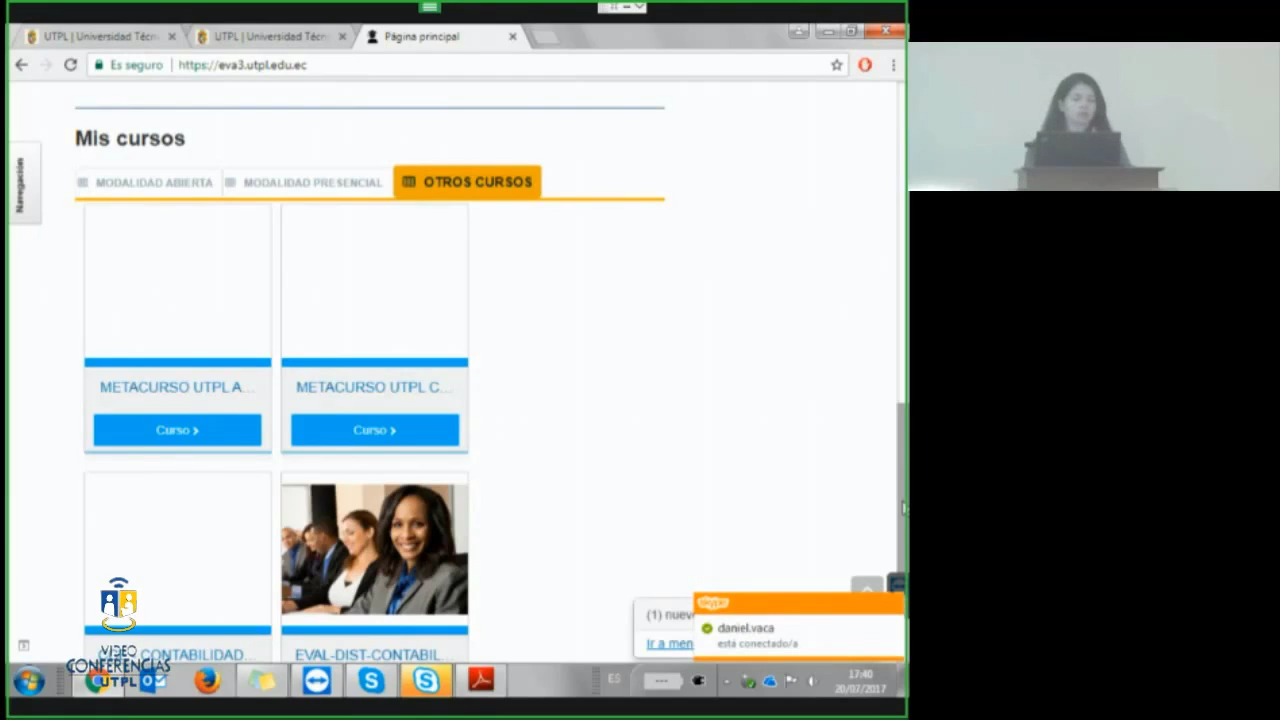 UTPL | Universidad Técn
UTPL | Universidad Técn
Página principal
Es seguro
https://eva3.utpl.edu.ec
Navegación
Mis cursos
MODALIDAD ABIERTA
MODALIDAD PRESENCIAL
OTROS CURSOS
METACURSO UTPL A...
METACURSO UTPL C...
Curso
Curso
CONTABILIDAD...
EVAL-DIST-CONTABIL...
(1) nuev
Ir a men
skype
daniel.vaca
está conectado/a
VIDEO
CONFERENCIAS
UTPL
ES
17:40
20/07/2017